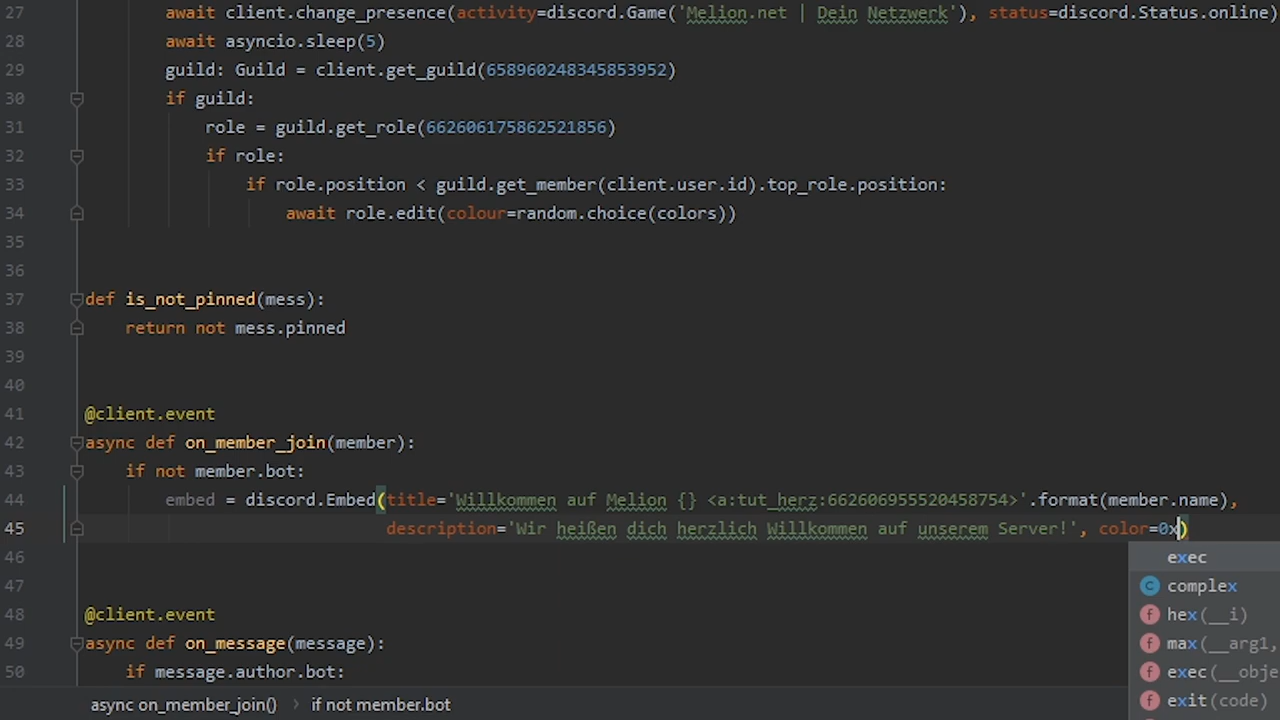 27 await client.change_presence(activity=discord.Game('Melion.net | Dein Netzwerk'), status=discord.Status.online)
28 await asyncio.sleep(5)
29 guild: Guild = client.get_guild(658960248345853952)
30 if guild:
31 role = guild.get_role(662606175862521856)
32 if role:
33 if role.position < guild.get_member(client.user.id).top_role.position:
34 await role.edit(colour=random.choice(colors))
35
36
37 def is_not_pinned(mess):
38 return not mess.pinned
39
40
41 @client.event
42 async def on_member_join(member):
43 if not member.bot:
44 embed = discord.Embed(title='Willkommen auf Melion {} <a:tut_herz:662606955520458754>'.format(member.name),
45 description='Wir heißen dich herzlich Willkommen auf unserem Server!', color=0x)
46 exec
complex
47
48 @client.event hex(__i)
49 async def on_message(message): max(__arg1,
50 if message.author.bot: exec(__obje
exit(code)
async on_member_join() › if not member.bot